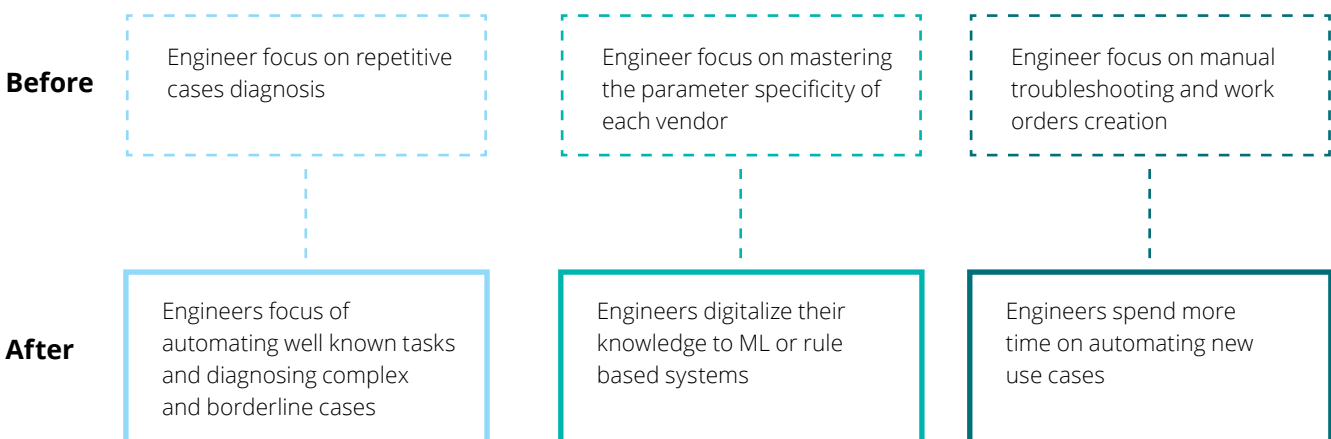 Before
Engineer focus on repetitive
cases diagnosis
Engineer focus on mastering
the parameter specificity of
each vendor
Engineer focus on manual
troubleshooting and work
orders creation
After
Engineers focus of
automating well known tasks
and diagnosing complex
and borderline cases
Engineers digitalize their
knowledge to ML or rule
based systems
Engineers spend more
time on automating new
use cases